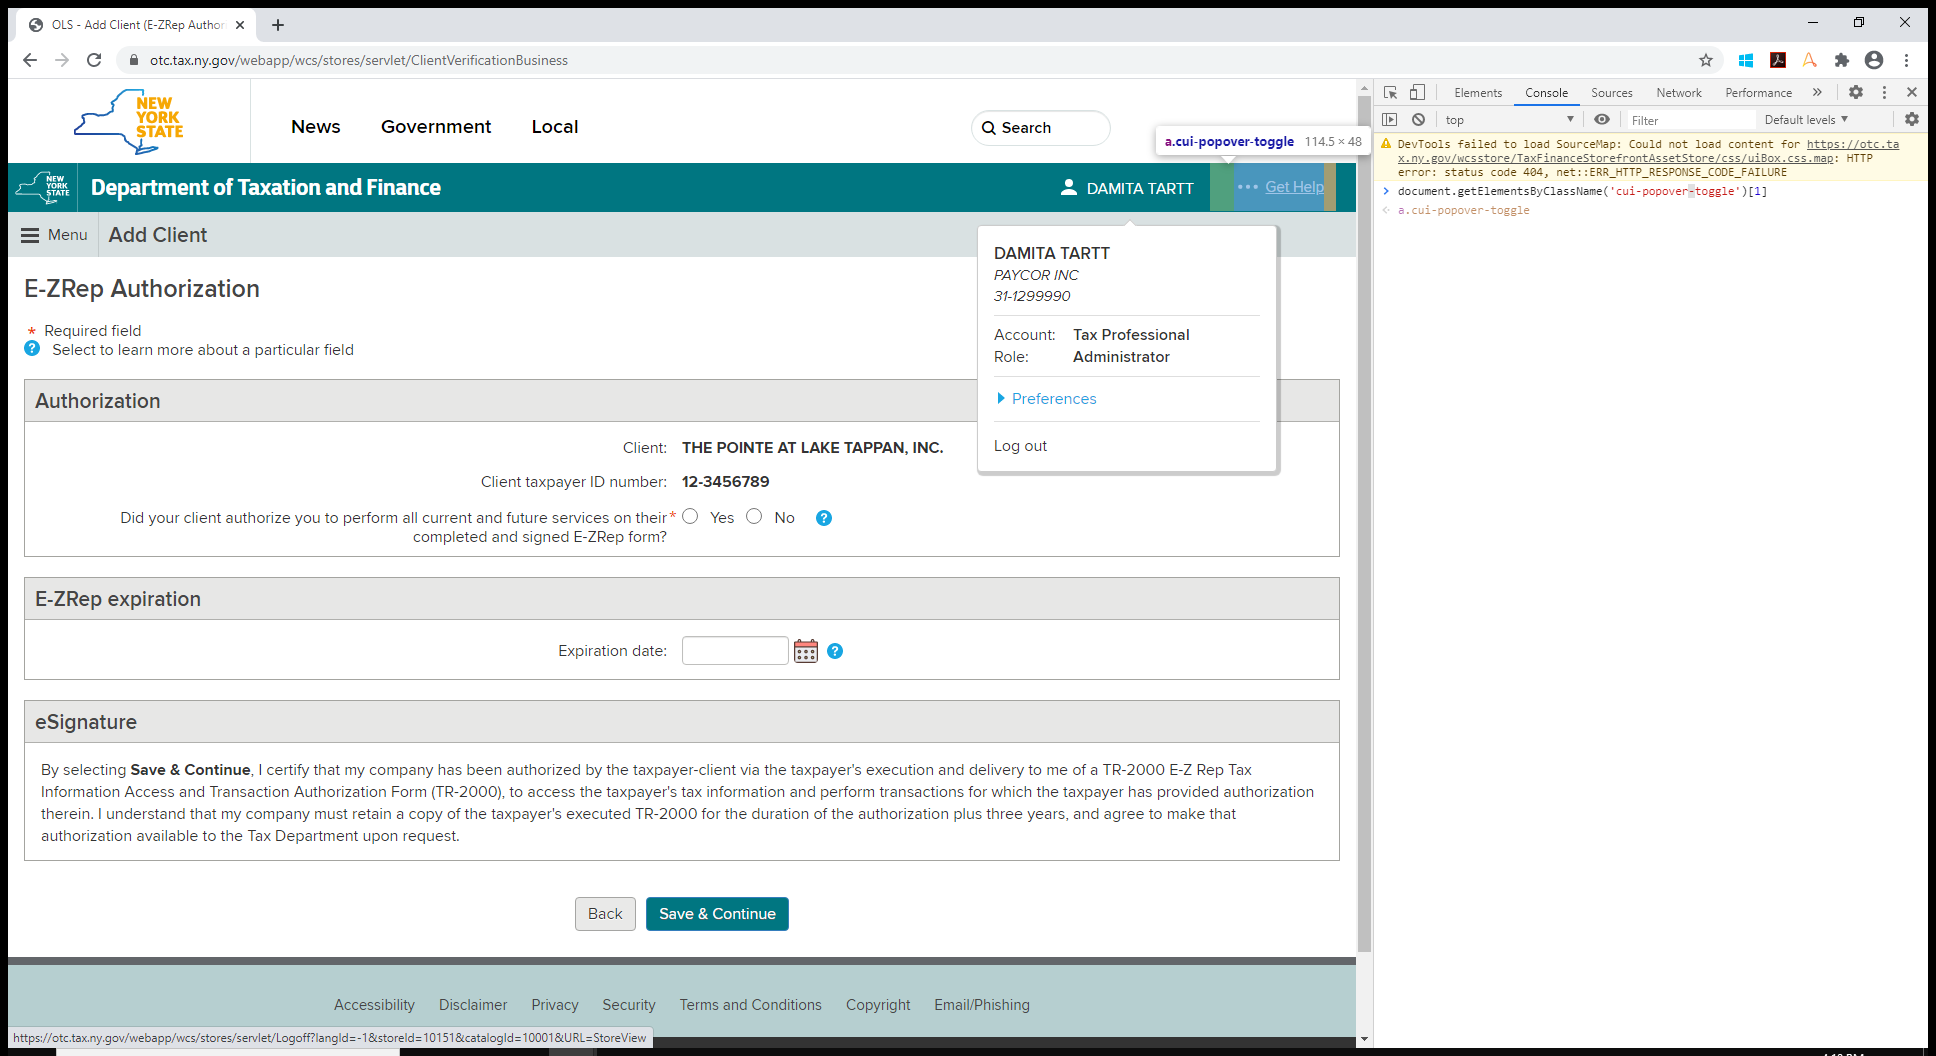 OLS - Add Client (E-ZRep Author
otc.tax.ny.gov/webapp/wcs/stores/servlet/ClientVerificationBusiness
NEW
YORK
STATE
News
Government
Local
Search
a.cui-popover-toggle 114.5 × 48
NEW
YORK
STATE
Department of Taxation and Finance
DAMITA TARTT
Get Help
Menu
Add Client
DAMITA TARTT
PAYCOR INC
31-1299990
Account: Tax Professional
Role: Administrator
Preferences
Log out
E-ZRep Authorization
* Required field
? Select to learn more about a particular field
Authorization
Client: THE POINTE AT LAKE TAPPAN, INC.
Client taxpayer ID number: 12-3456789
Did your client authorize you to perform all current and future services on their * Yes No ?
completed and signed E-ZRep form?
E-ZRep expiration
Expiration date: ?
eSignature
By selecting Save & Continue, I certify that my company has been authorized by the taxpayer-client via the taxpayer's execution and delivery to me of a TR-2000 E-Z Rep Tax
Information Access and Transaction Authorization Form (TR-2000), to access the taxpayer's tax information and perform transactions for which the taxpayer has provided authorization
therein. I understand that my company must retain a copy of the taxpayer's executed TR-2000 for the duration of the authorization plus three years, and agree to make that
authorization available to the Tax Department upon request.
Back
Save & Continue
Accessibility Disclaimer Privacy Security Terms and Conditions Copyright Email/Phishing
https://otc.tax.ny.gov/webapp/wcs/stores/servlet/Logoff?langId=-1&storeId=10151&catalogId=10001&URL=StoreView
Elements Console Sources Network Performance »
top
Filter
Default levels
DevTools failed to load SourceMap: Could not load content for https://otc.ta
x.ny.gov/wcsstore/TaxFinanceStorefrontAssetStore/css/uiBox.css.map: HTTP
error: status code 404, net::ERR_HTTP_RESPONSE_CODE_FAILURE
> document.getElementsByClassName('cui-popover-toggle')[1]
a.cui-popover-toggle